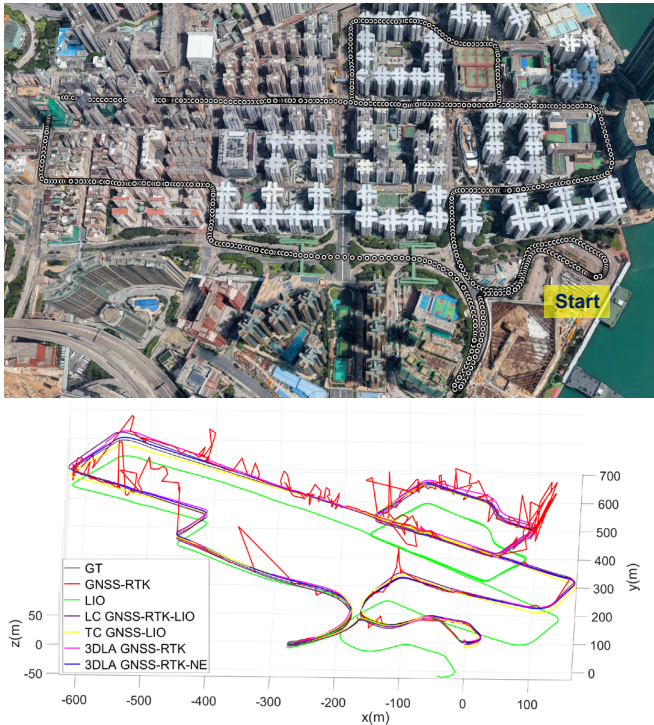 Start
700
600
500
400
300
200
100
0
y(m)
50
0
-50
z(m)
GT
GNSS-RTK
LIO
LC GNSS-RTK-LIO
TC GNSS-LIO
3DLA GNSS-RTK
3DLA GNSS-RTK-NE
-600 -500 -400 -300 -200 -100 0 100
x(m)